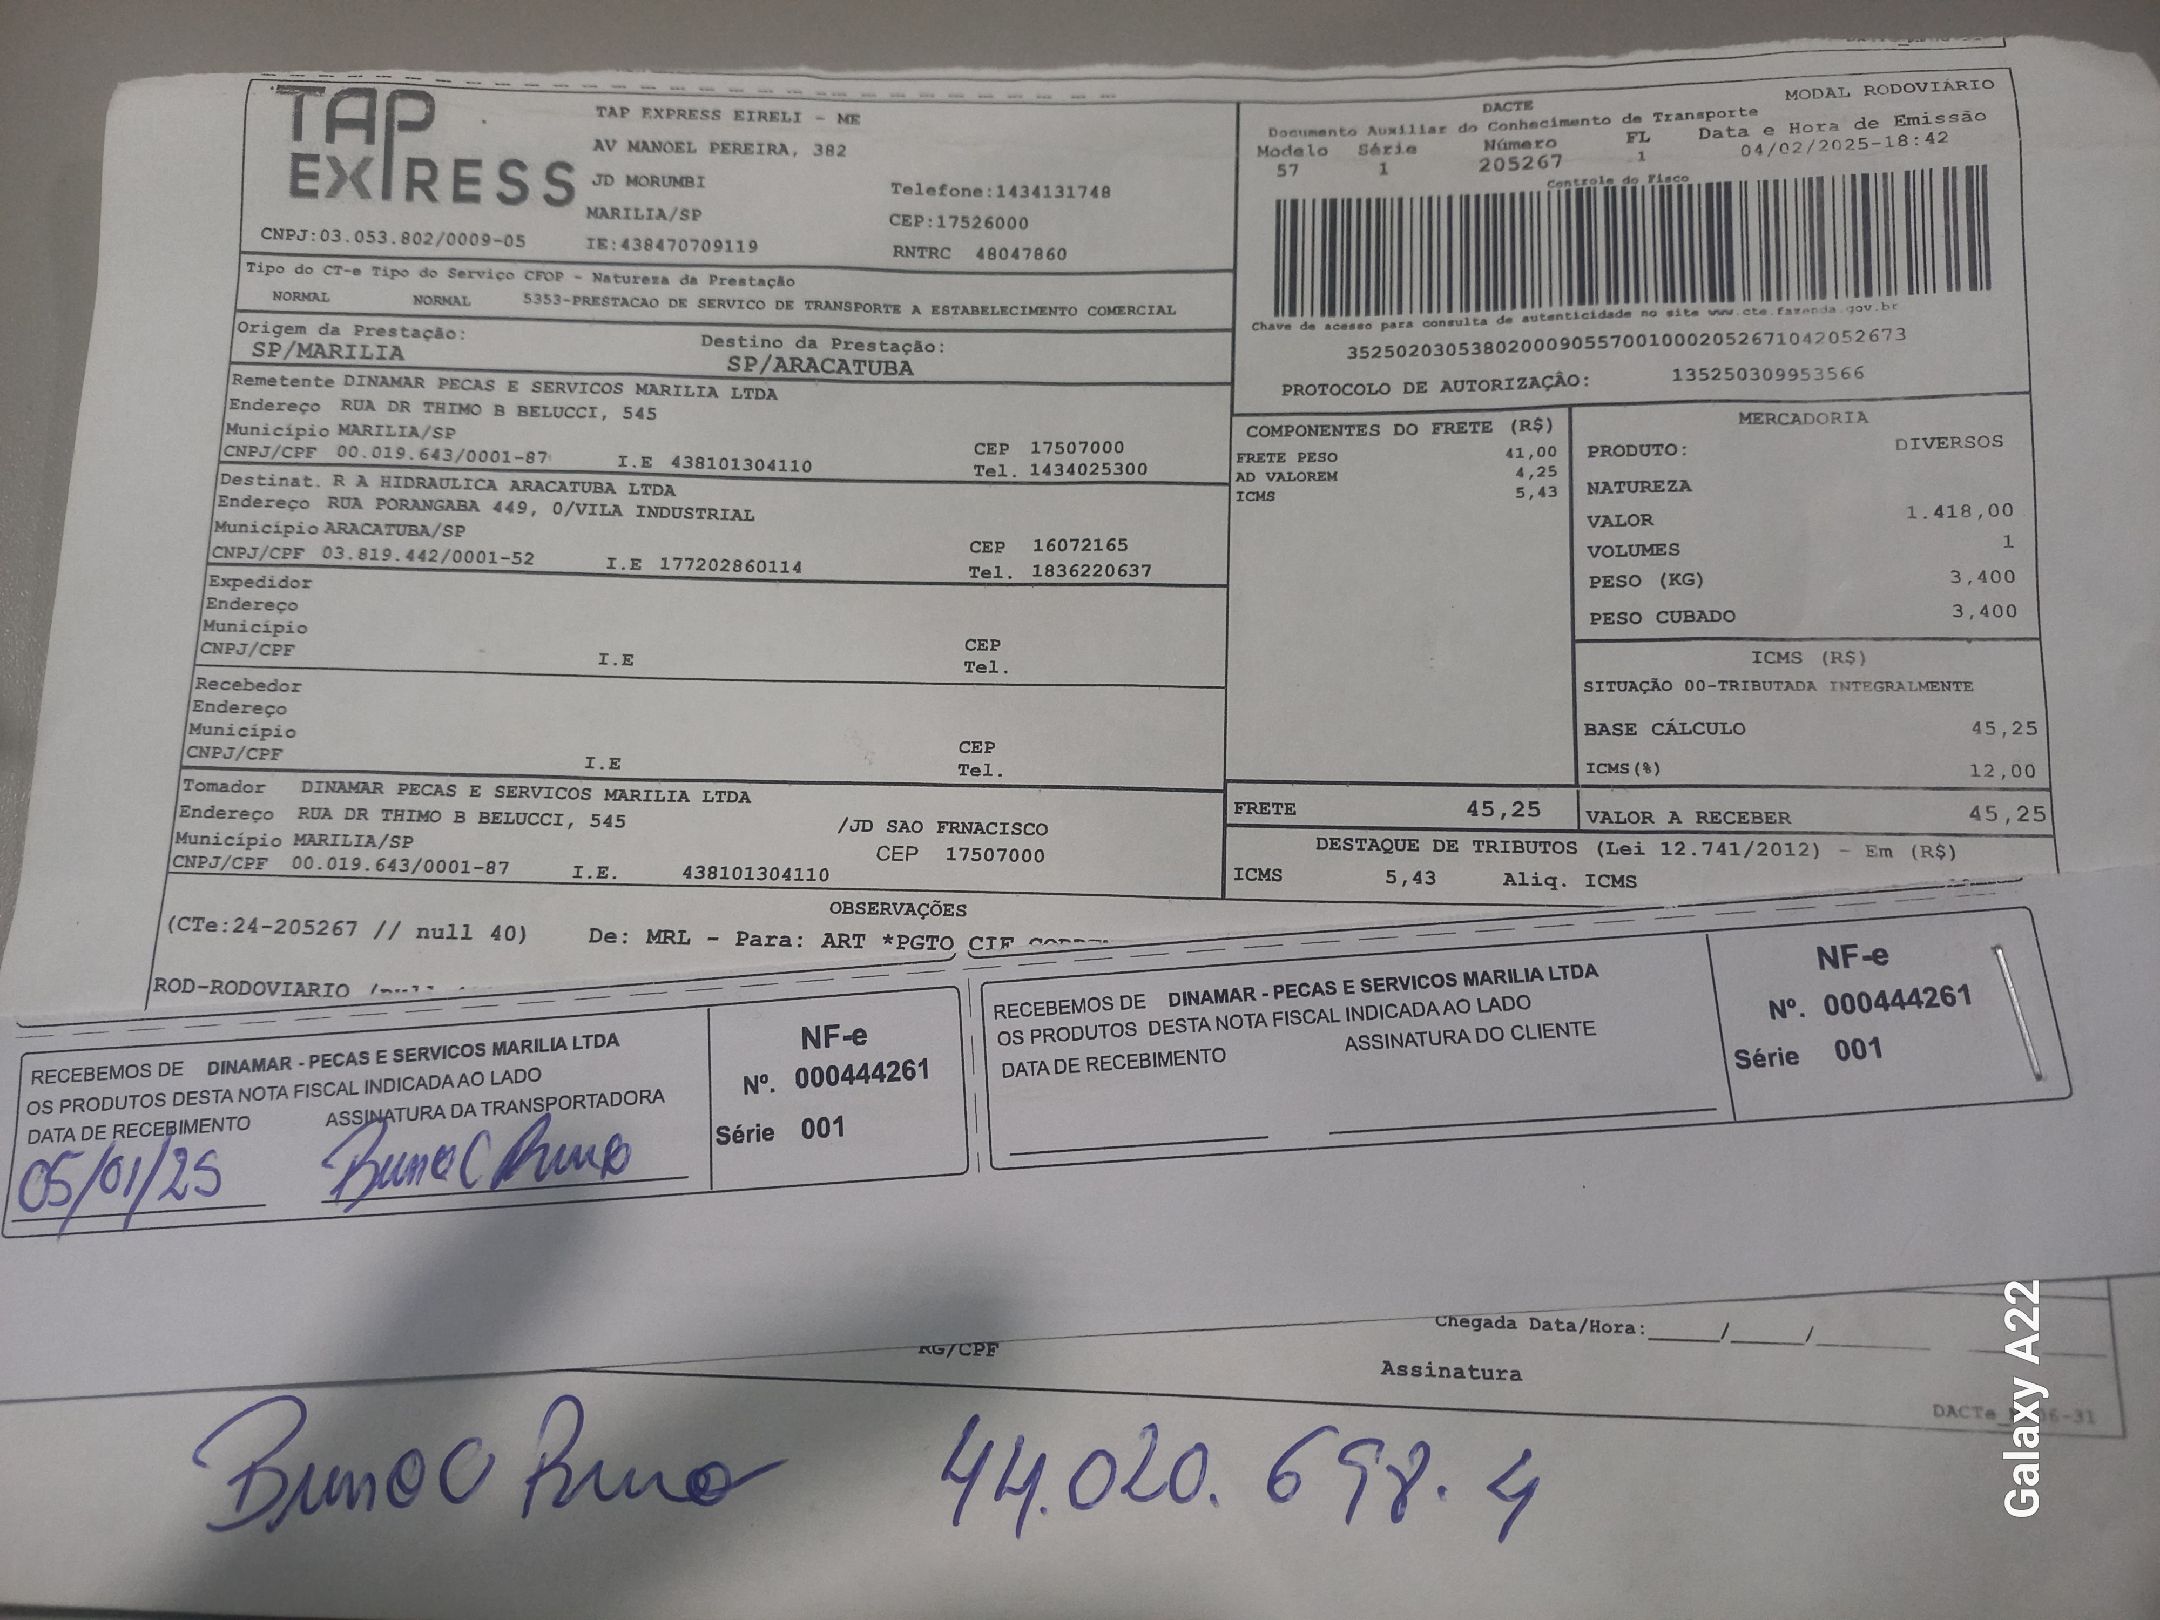 TAP EXPRESS
TAP EXPRESS EIRELI - ME
AV MANOEL PEREIRA, 382
JD MORUMBI
Telefone:1434131748
MARILIA/SP
CEP:17526000
CNPJ:03.053.802/0009-05
IE:438470709119
RNTRC 48047860
MODAL RODOVIÁRIO
DACTE
Documento Auxiliar do Conhecimento de Transporte
Modelo Série Número FL Data e Hora de Emissão
57 1 205267 1 04/02/2025-18:42
Controle do Fisco
Chave de acesso para consulta de autenticidade no site www.cte.fazenda.gov.br
35250203053802000905570010002052671042052673
PROTOCOLO DE AUTORIZAÇÃO: 135250309953566
Tipo do CT-e Tipo do Serviço CFOP - Natureza da Prestação
NORMAL NORMAL 5353-PRESTACAO DE SERVICO DE TRANSPORTE A ESTABELECIMENTO COMERCIAL
Origem da Prestação: Destino da Prestação:
SP/MARILIA SP/ARACATUBA
Remetente DINAMAR PECAS E SERVICOS MARILIA LTDA
Endereço RUA DR THIMO B BELUCCI, 545
Município MARILIA/SP CEP 17507000
CNPJ/CPF 00.019.643/0001-87 I.E 438101304110 Tel. 1434025300
Destinat. R A HIDRAULICA ARACATUBA LTDA
Endereço RUA PORANGABA 449, 0/VILA INDUSTRIAL
Município ARACATUBA/SP CEP 16072165
CNPJ/CPF 03.819.442/0001-52 I.E 177202860114 Tel. 1836220637
Expedidor
Endereço
Município CEP
CNPJ/CPF I.E Tel.
Recebedor
Endereço
Município CEP
CNPJ/CPF I.E Tel.
Tomador DINAMAR PECAS E SERVICOS MARILIA LTDA
Endereço RUA DR THIMO B BELUCCI, 545 /JD SAO FRNACISCO
Município MARILIA/SP CEP 17507000
CNPJ/CPF 00.019.643/0001-87 I.E. 438101304110
COMPONENTES DO FRETE (R$)
FRETE PESO 41,00
AD VALOREM 4,25
ICMS 5,43
MERCADORIA
PRODUTO: DIVERSOS
NATUREZA
VALOR 1.418,00
VOLUMES 1
PESO (KG) 3,400
PESO CUBADO 3,400
ICMS (R$)
SITUAÇÃO 00-TRIBUTADA INTEGRALMENTE
BASE CÁLCULO 45,25
ICMS(%) 12,00
FRETE 45,25 VALOR A RECEBER 45,25
DESTAQUE DE TRIBUTOS (Lei 12.741/2012) - Em (R$)
ICMS 5,43 Aliq. ICMS
OBSERVAÇÕES
(CTe:24-205267 // null 40) De: MRL - Para: ART *PGTO CIF
ROD-RODOVIARIO
RECEBEMOS DE DINAMAR - PECAS E SERVICOS MARILIA LTDA
OS PRODUTOS DESTA NOTA FISCAL INDICADA AO LADO
DATA DE RECEBIMENTO ASSINATURA DA TRANSPORTADORA
05/01/25
NF-e
Nº. 000444261
Série 001
RECEBEMOS DE DINAMAR - PECAS E SERVICOS MARILIA LTDA
OS PRODUTOS DESTA NOTA FISCAL INDICADA AO LADO
DATA DE RECEBIMENTO ASSINATURA DO CLIENTE
NF-e
Nº. 000444261
Série 001
Chegada Data/Hora: / /
RG/CPF
Assinatura
44.020.698.4
Galaxy A22